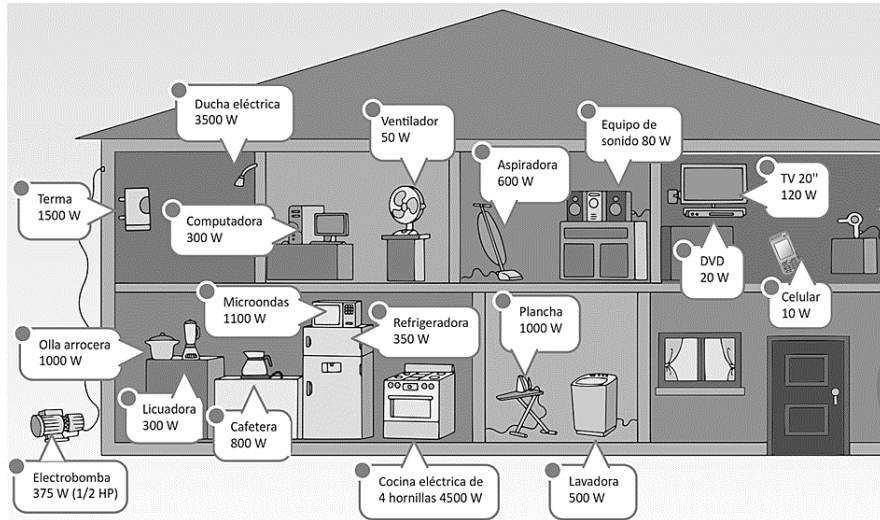 Ducha eléctrica
3500 W
Ventilador
50 W
Equipo de
sonido 80 W
Aspiradora
600 W
TV 20"
120 W
Terma
1500 W
Computadora
300 W
DVD
20 W
Celular
10 W
Microondas
1100 W
Refrigeradora
350 W
Plancha
1000 W
Olla arrocera
1000 W
Licuadora
300 W
Cafetera
800 W
Electrobomba
375 W (1/2 HP)
Cocina eléctrica de
4 hornillas 4500 W
Lavadora
500 W